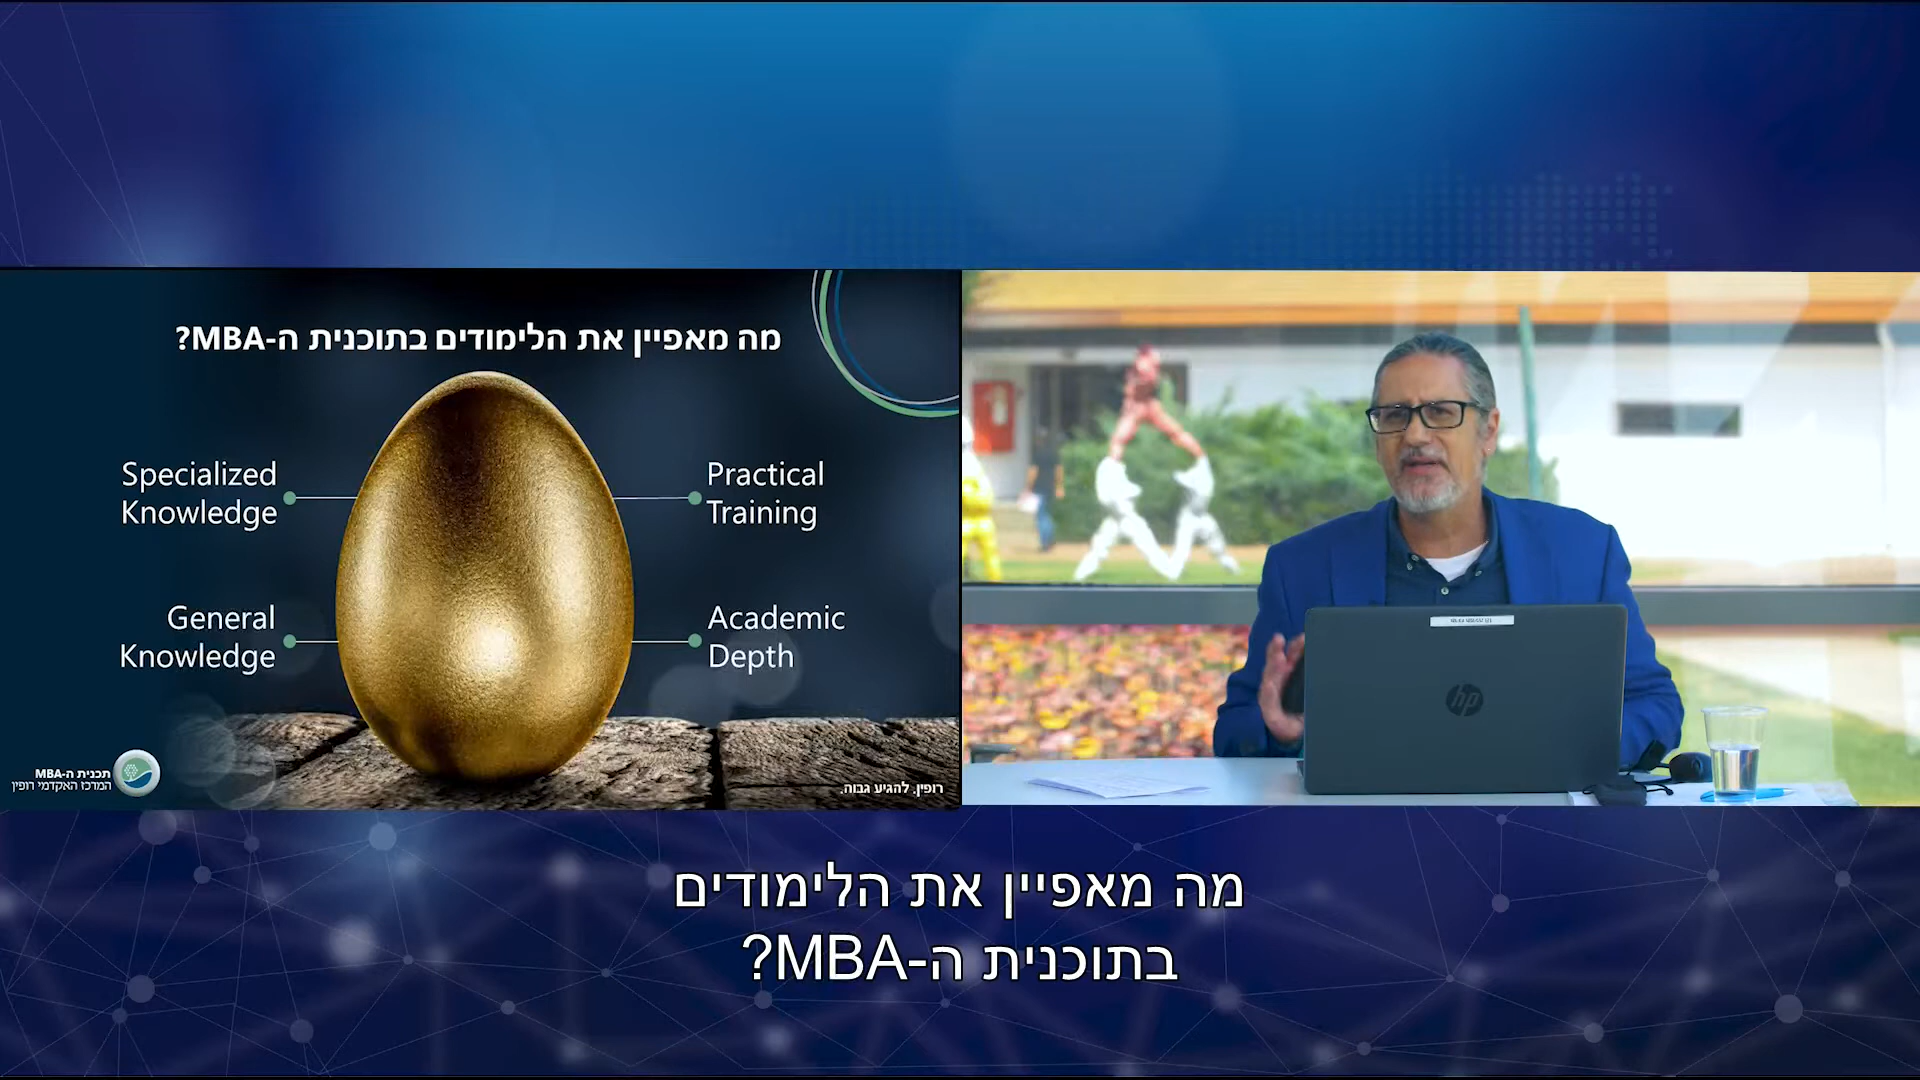 מה מאפיין את הלימודים בתוכנית ה-MBA?
Specialized
Knowledge
Practical
Training
General
Knowledge
Academic
Depth
תכנית ה-MBA
המרכז האקדמי רופין
רופין. להגיע גבוה.
hp
מה מאפיין את הלימודים
בתוכנית ה-MBA?